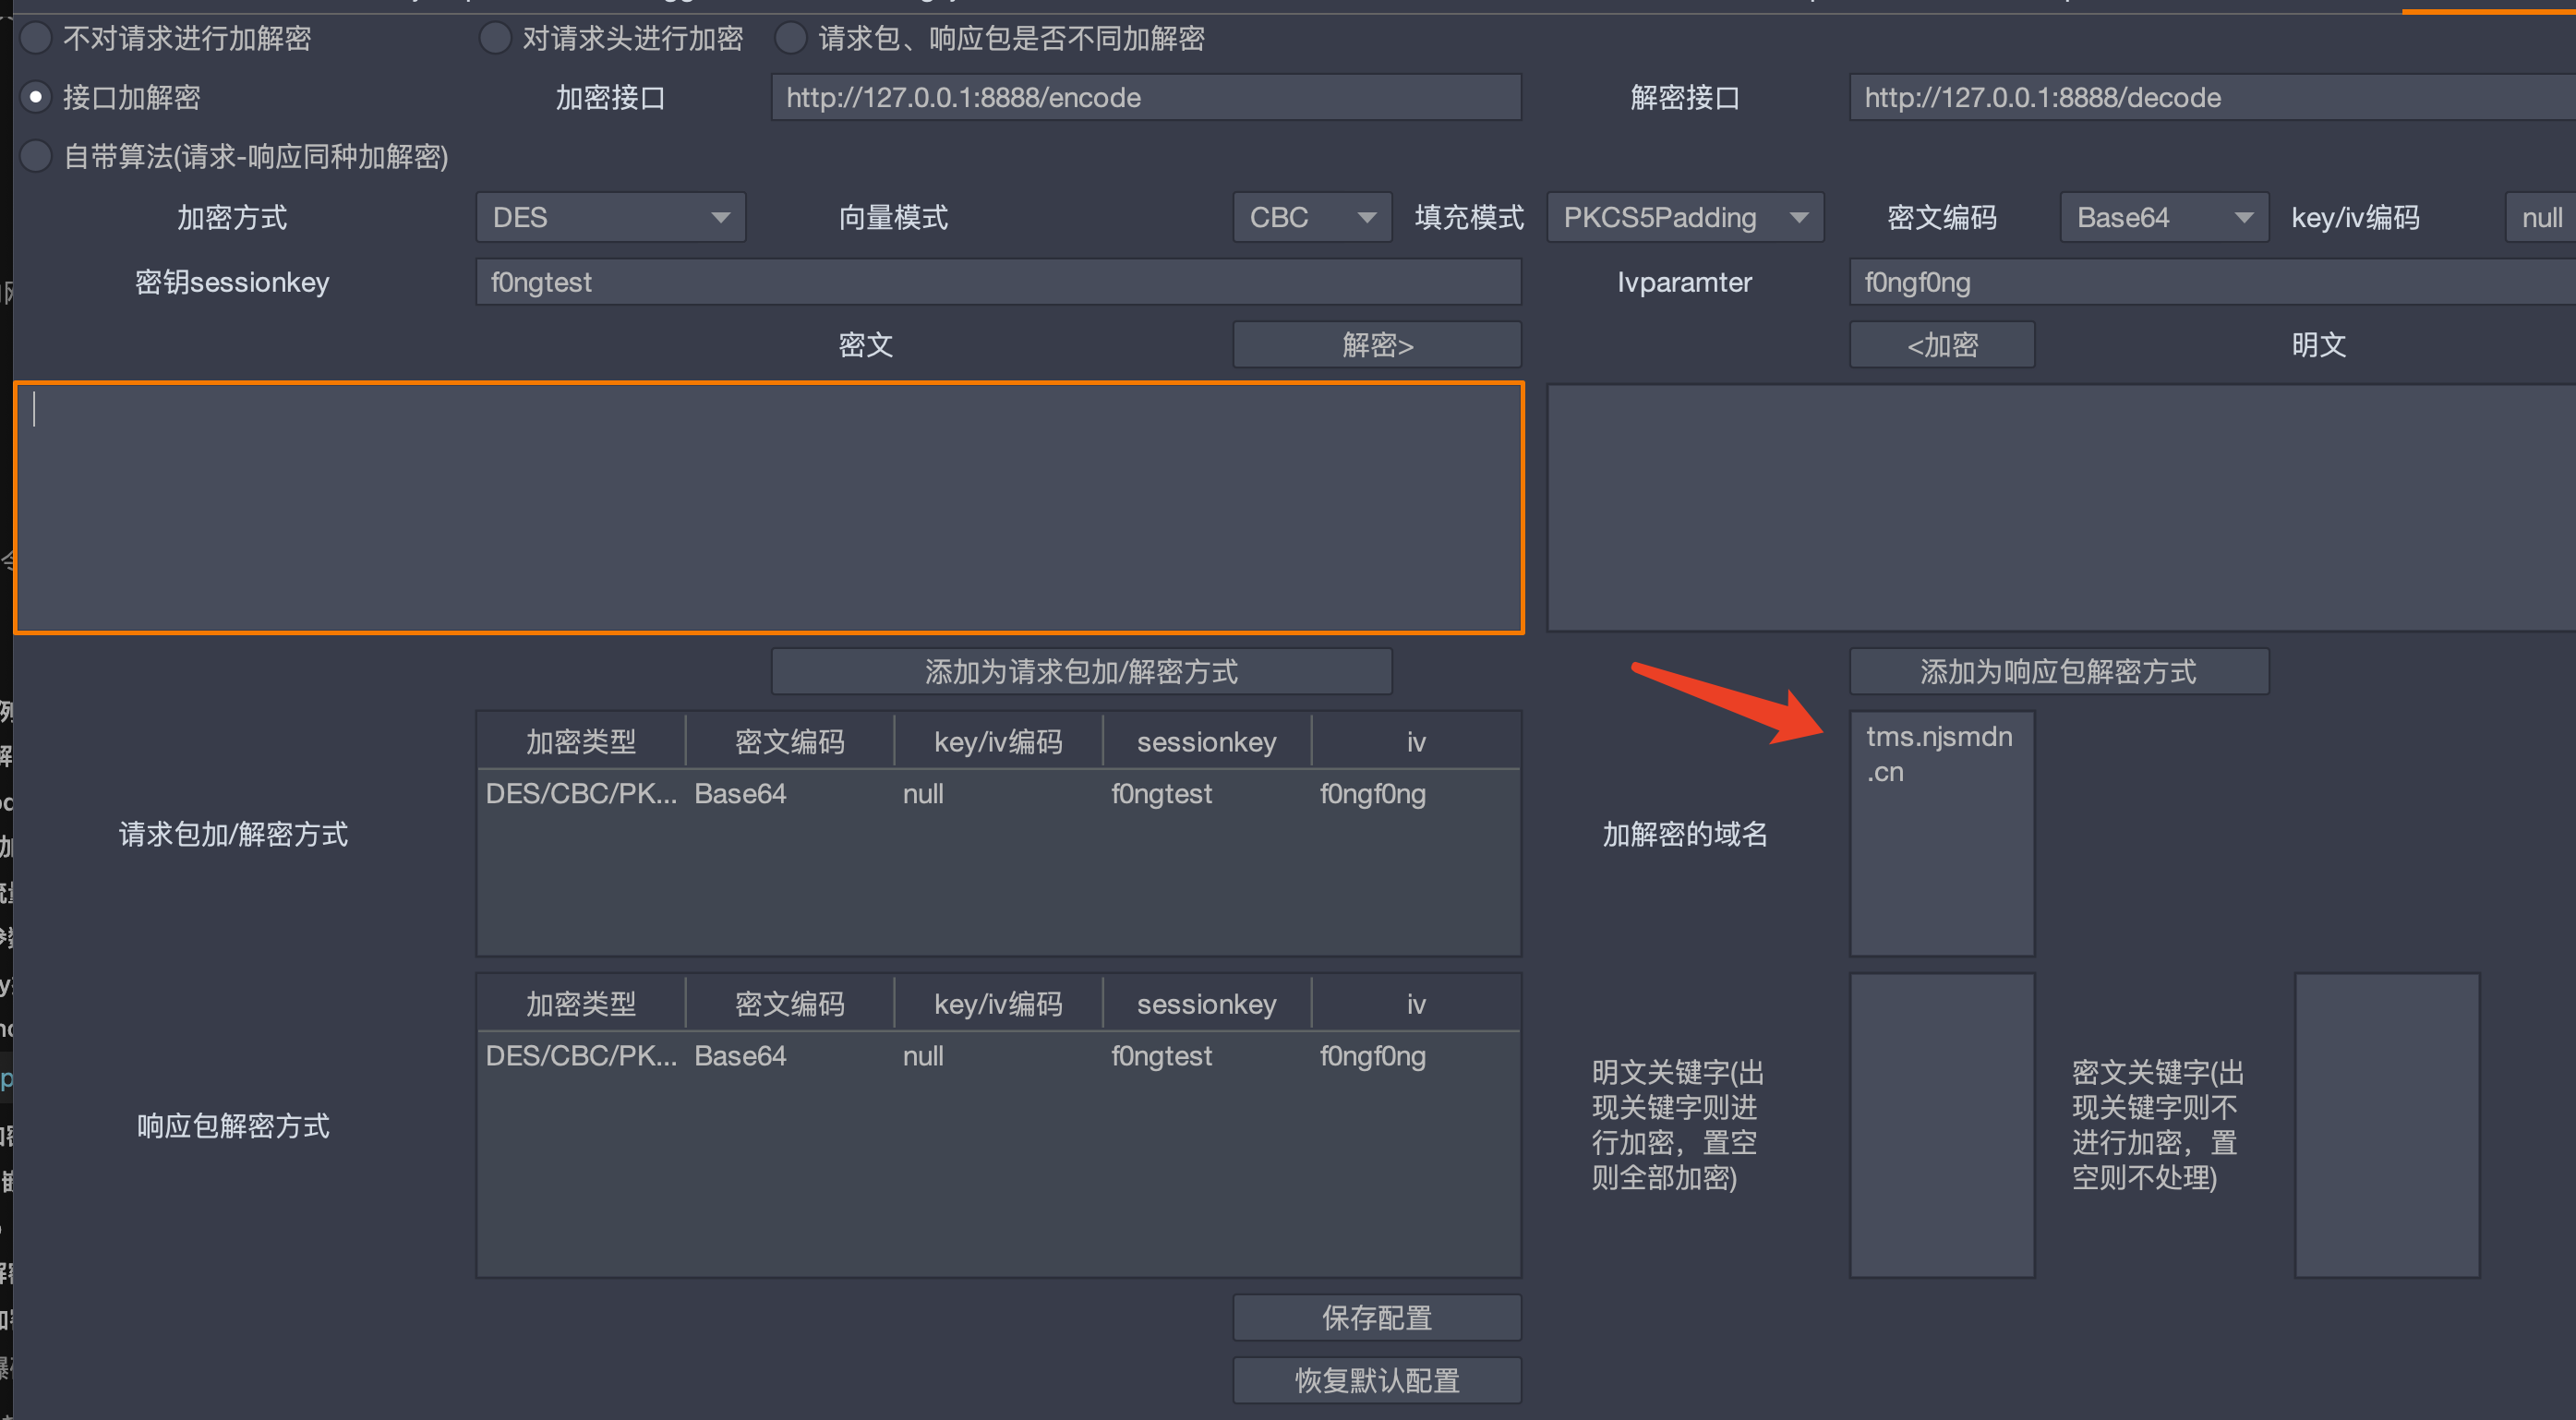 不对请求进行加解密 对请求头进行加密 请求包、响应包是否不同加解密
接口加解密 加密接口 http://127.0.0.1:8888/encode 解密接口 http://127.0.0.1:8888/decode
自带算法(请求-响应同种加解密)
加密方式 DES 向量模式 CBC 填充模式 PKCS5Padding 密文编码 Base64 key/iv编码 null
密钥sessionkey f0ngtest Ivparamter f0ngf0ng
密文 解密> <加密 明文
添加为请求包加/解密方式 添加为响应包解密方式
加密类型 密文编码 key/iv编码 sessionkey iv
DES/CBC/PK... Base64 null f0ngtest f0ngf0ng
请求包加/解密方式
加解密的域名
tms.njsmdn
.cn
加密类型 密文编码 key/iv编码 sessionkey iv
DES/CBC/PK... Base64 null f0ngtest f0ngf0ng
响应包解密方式
明文关键字(出
现关键字则进
行加密，置空
则全部加密)
密文关键字(出
现关键字则不
进行加密，置
空则不处理)
保存配置
恢复默认配置